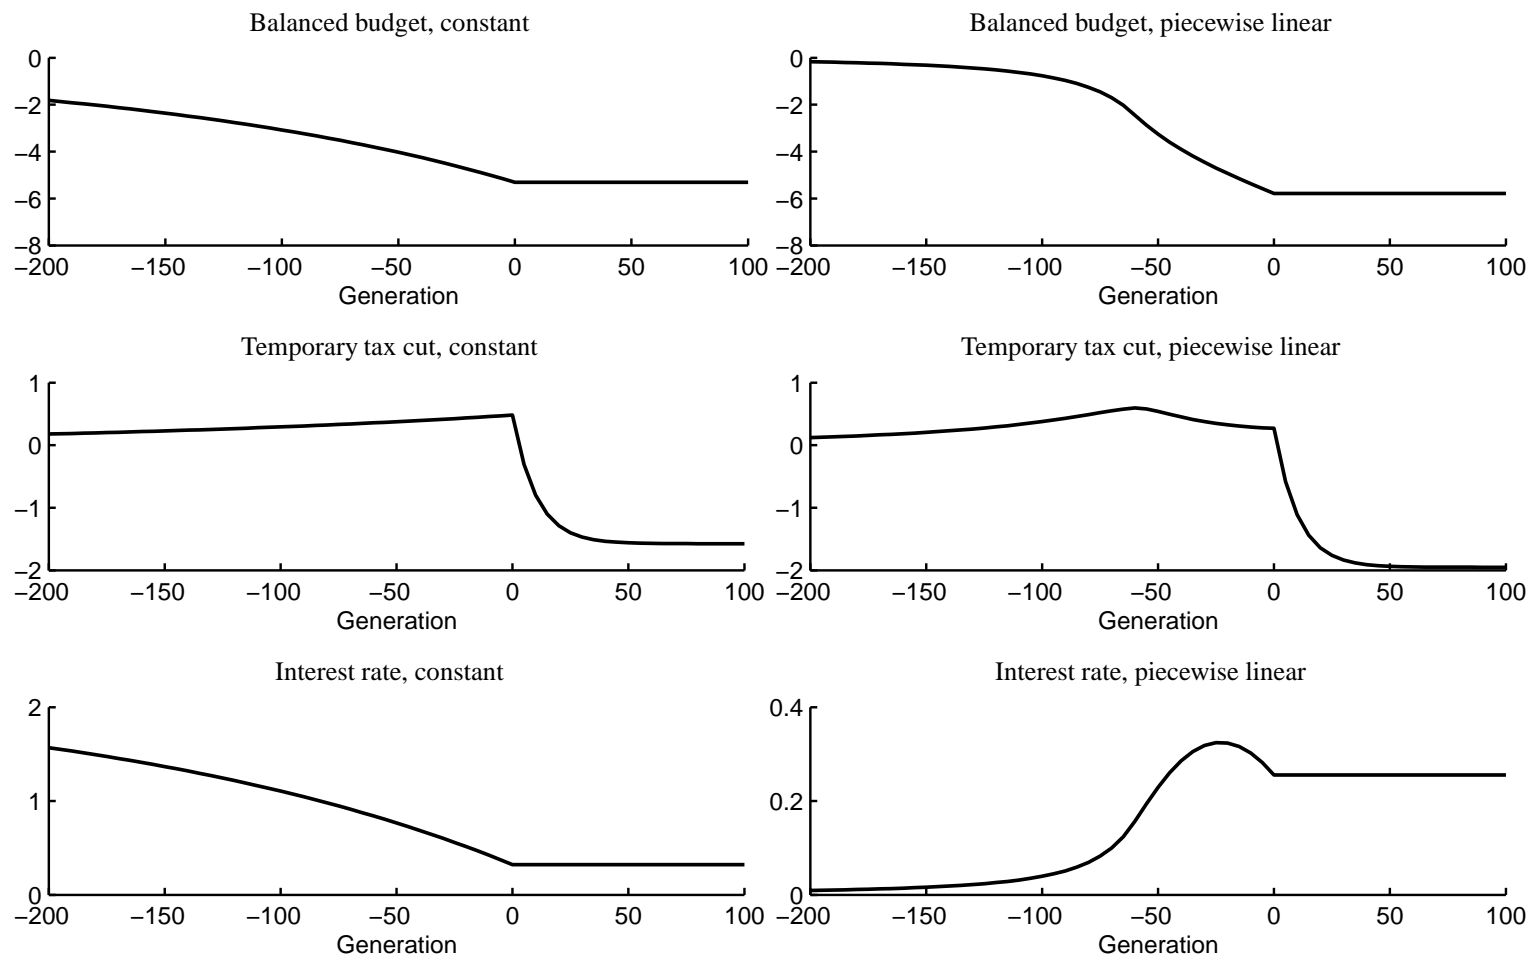 Balanced budget, constant
0
−2
−4
−6
−8
−200 −150 −100 −50 0 50 100
Generation
Balanced budget, piecewise linear
0
−2
−4
−6
−8
−200 −150 −100 −50 0 50 100
Generation
Temporary tax cut, constant
1
0
−1
−2
−200 −150 −100 −50 0 50 100
Generation
Temporary tax cut, piecewise linear
1
0
−1
−2
−200 −150 −100 −50 0 50 100
Generation
Interest rate, constant
2
1
0
−200 −150 −100 −50 0 50 100
Generation
Interest rate, piecewise linear
0.4
0.2
0
−200 −150 −100 −50 0 50 100
Generation